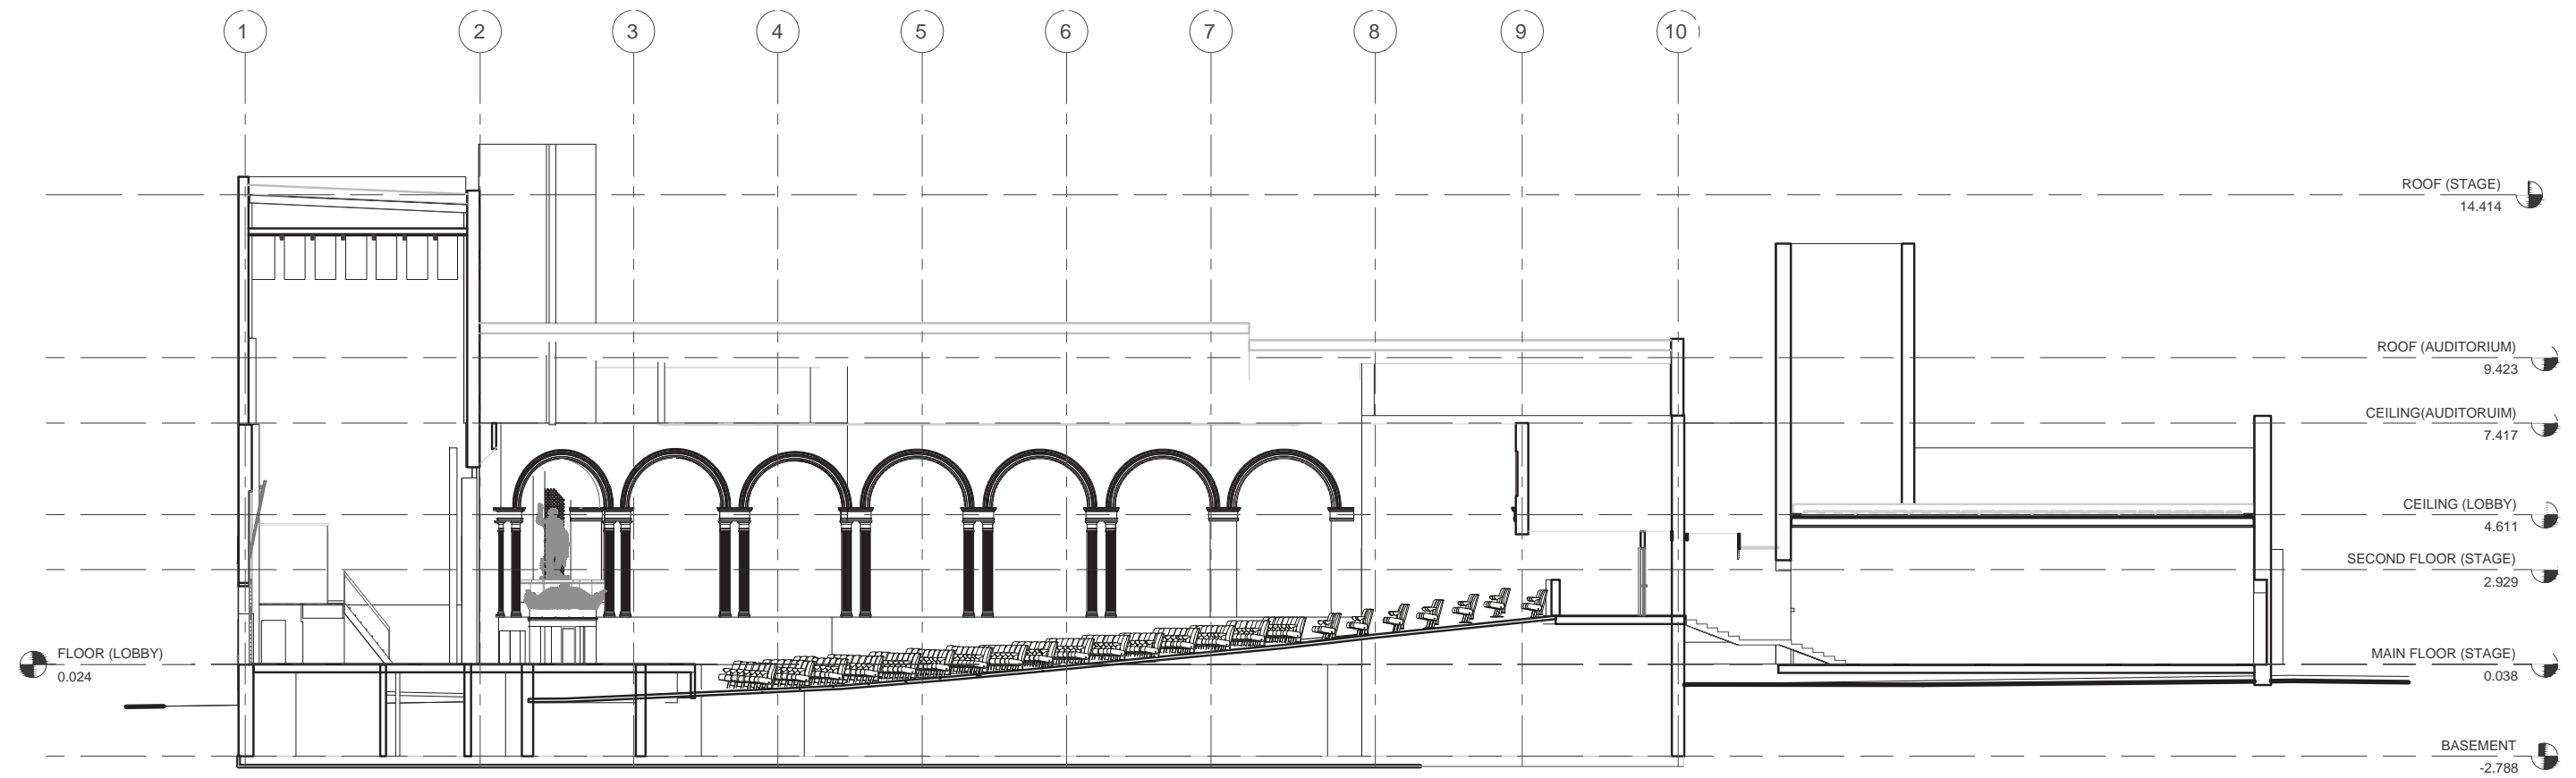 1 2 3 4 5 6 7 8 9 10
ROOF (STAGE)
14.414
ROOF (AUDITORIUM)
9.423
CEILING(AUDITORUIM)
7.417
CEILING (LOBBY)
4.611
SECOND FLOOR (STAGE)
2.929
FLOOR (LOBBY)
0.024
MAIN FLOOR (STAGE)
0.038
BASEMENT
-2.788